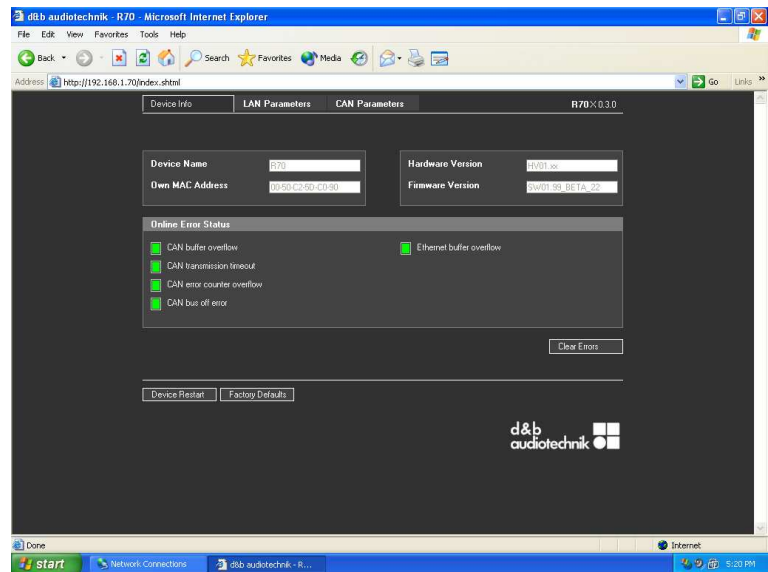 d&b audiotechnik - R70 - Microsoft Internet Explorer
File Edit View Favorites Tools Help
Back Search Favorites Media
Address http://192.168.1.70/index.shtml Go Links »
Device Info LAN Parameters CAN Parameters R70 × 0.3.0
Device Name R70 Hardware Version HV01.xx
Own MAC Address 00-50-C2-5D-C0-90 Firmware Version SW01.99_BETA_22
Online Error Status
CAN buffer overflow Ethernet buffer overflow
CAN transmission timeout
CAN error counter overflow
CAN bus off error
Clear Errors
Device Restart Factory Defaults
d&b
audiotechnik
Done Internet
start Network Connections d&b audiotechnik - R... 5:20 PM